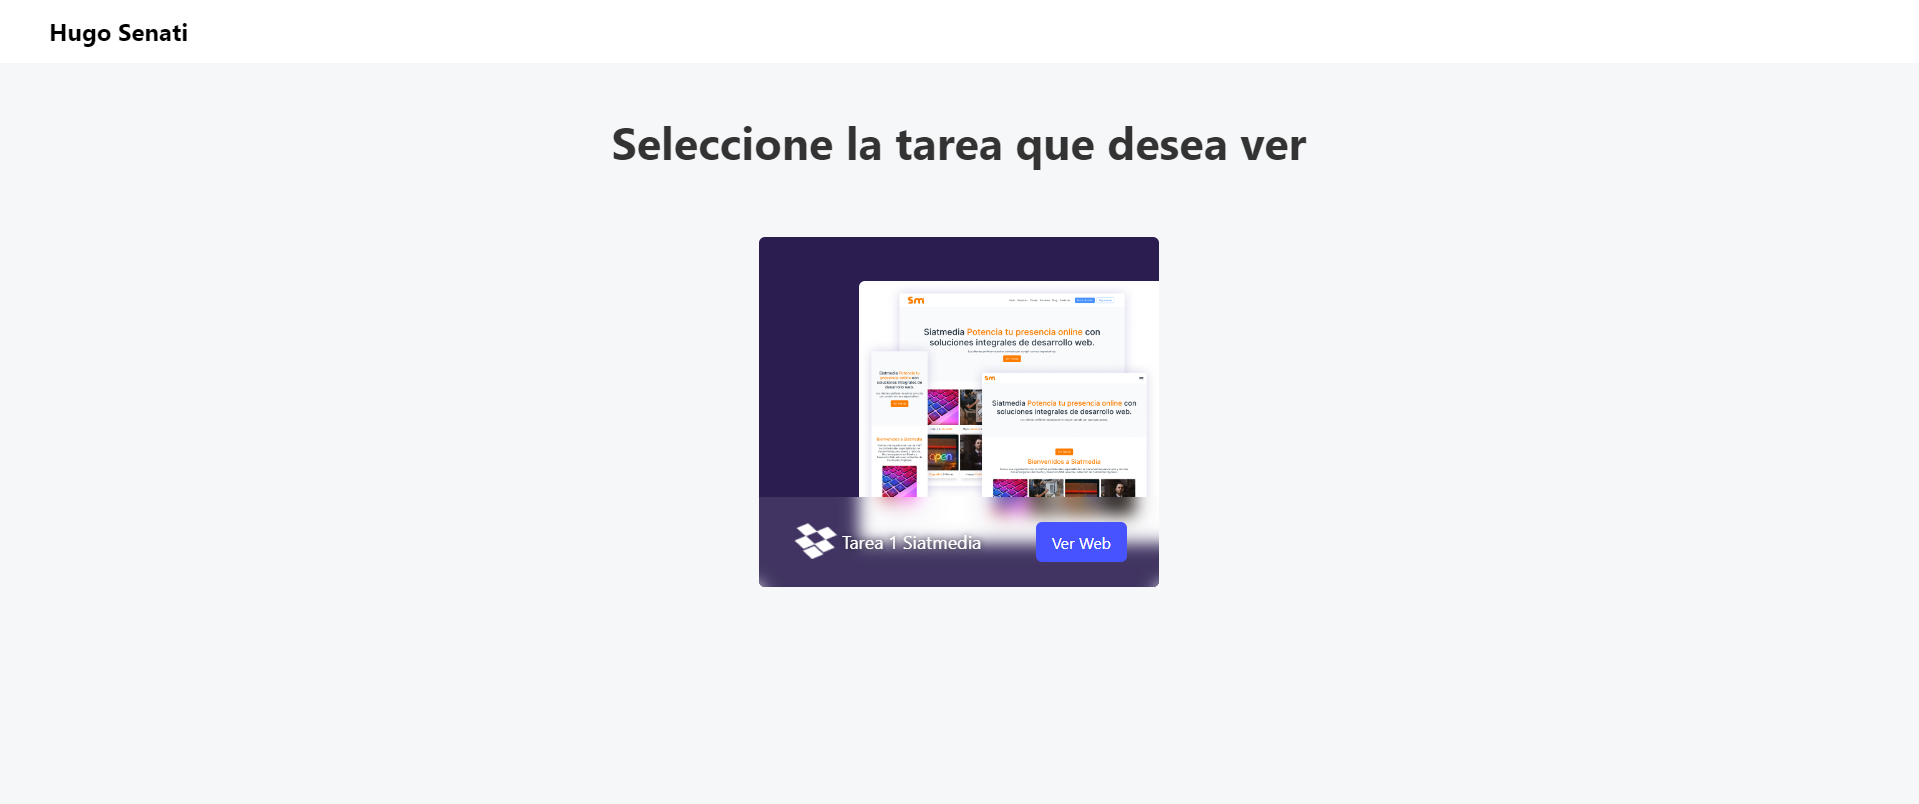 Hugo Senati
Seleccione la tarea que desea ver
Sm
Siatmedia Potencia tu presencia online con
soluciones integrales de desarrollo web.
Siatmedia Potencia tu
presencia online con
soluciones integrales de
desarrollo web.
Sm
Siatmedia Potencia tu presencia online con
soluciones integrales de desarrollo web.
Bienvenidos a Siatmedia
open
Bienvenidos a Siatmedia
Tarea 1 Siatmedia
Ver Web